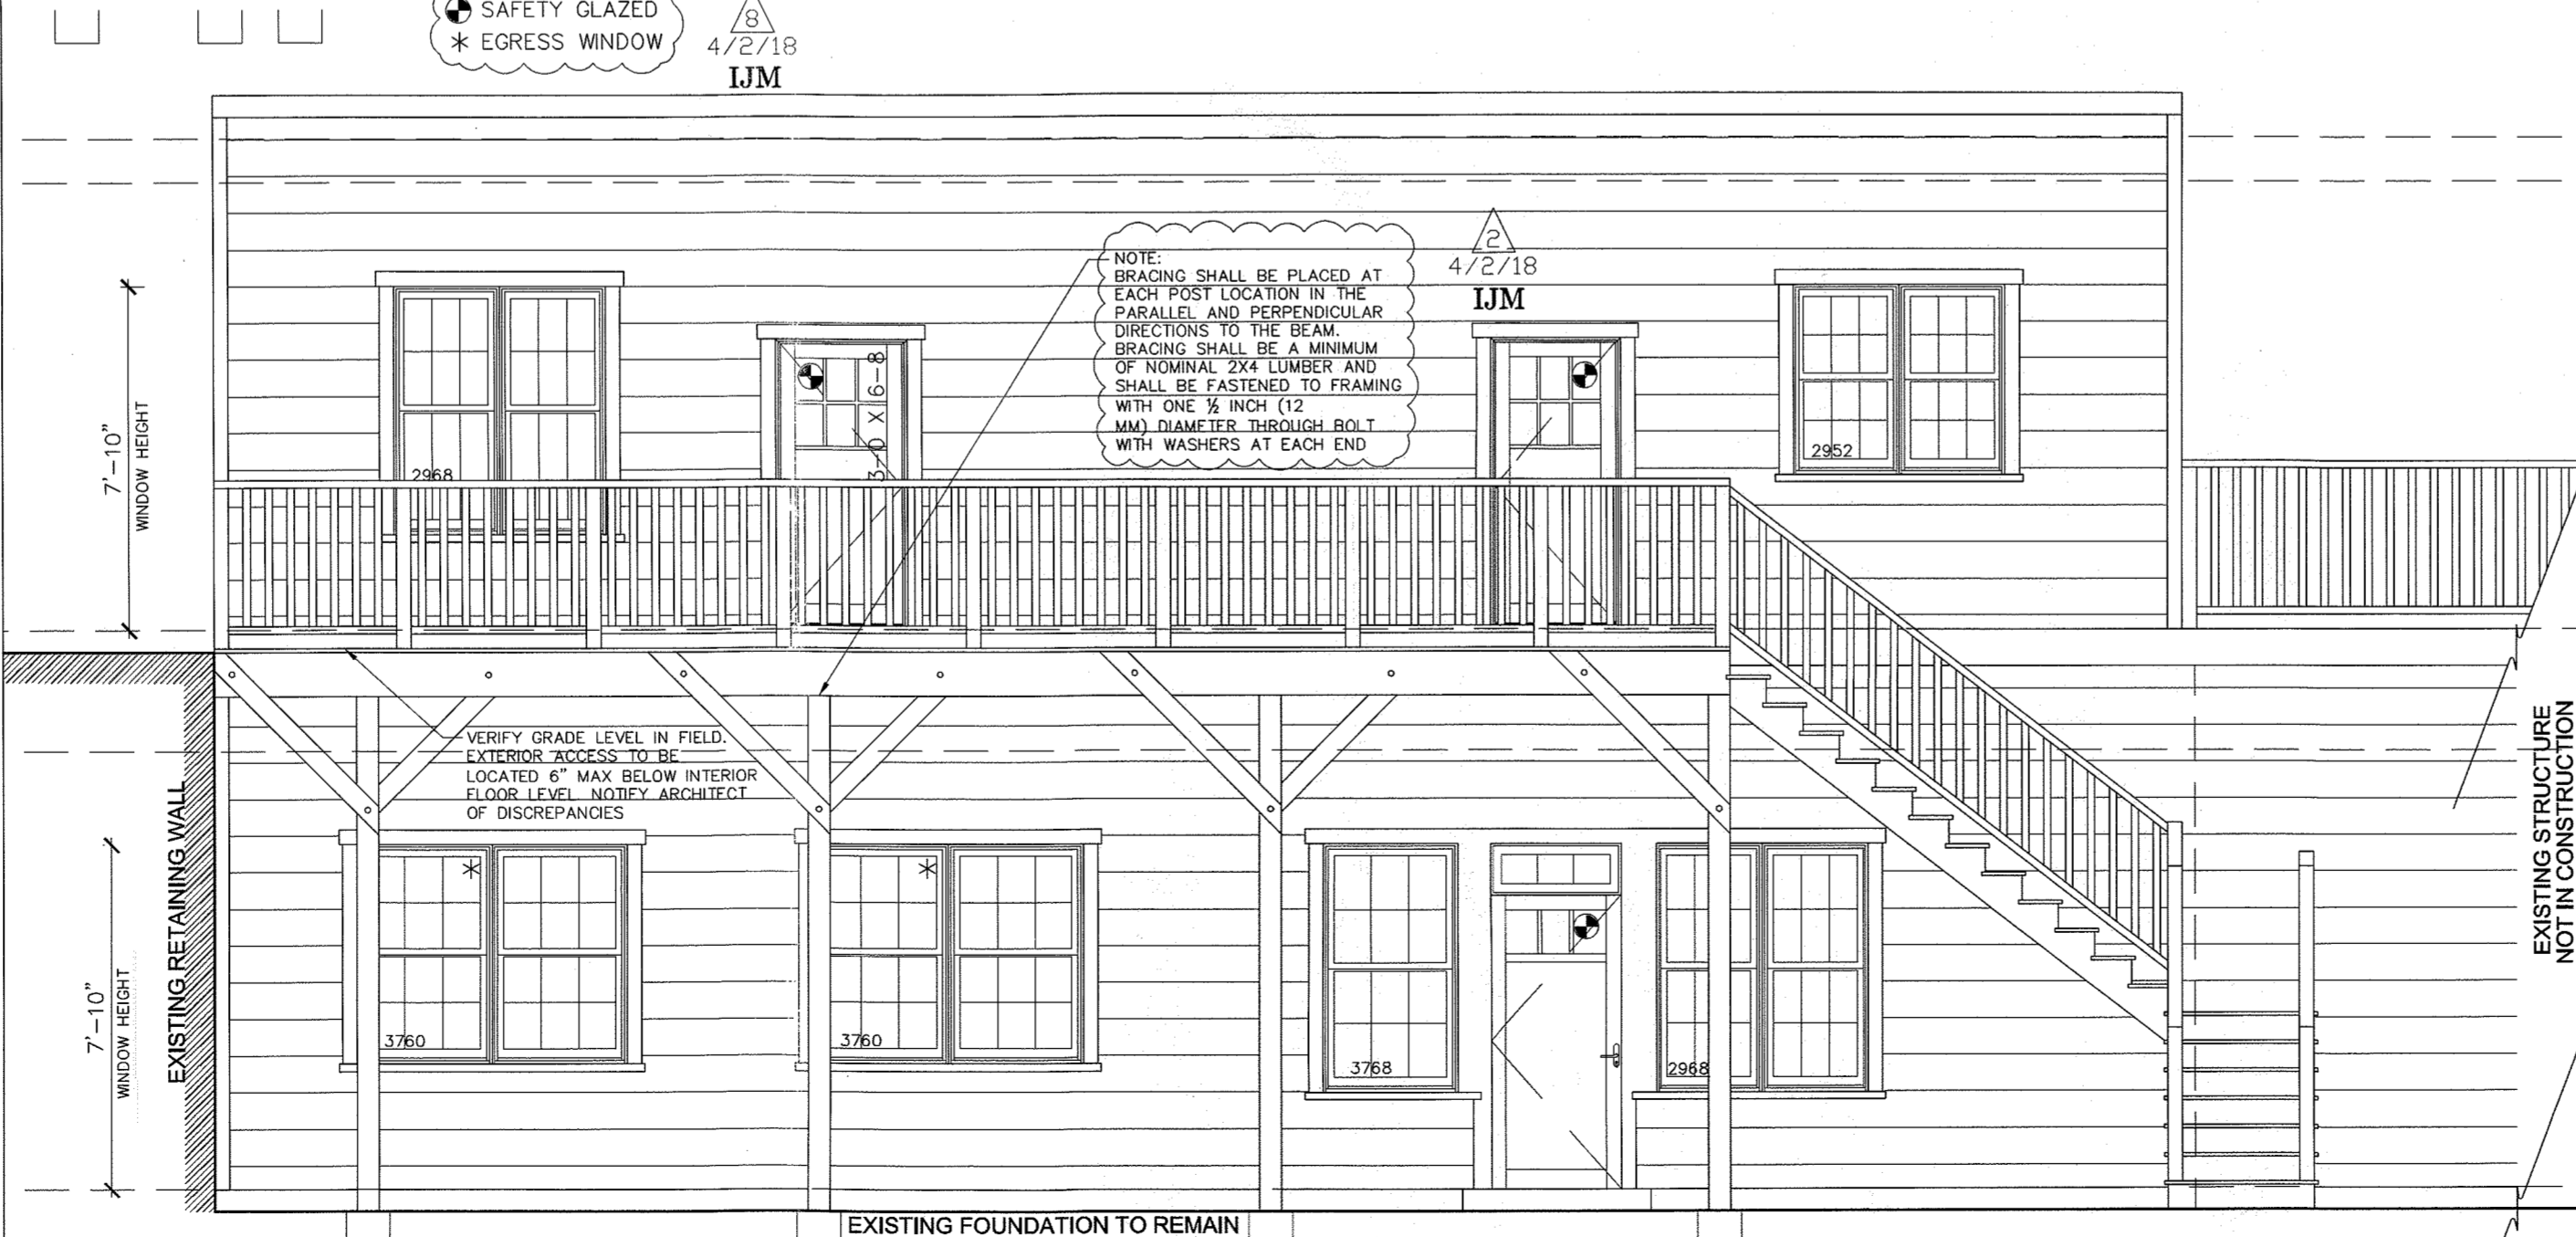 SAFETY GLAZED
* EGRESS WINDOW
8
4/2/18
IJM
NOTE:
BRACING SHALL BE PLACED AT
EACH POST LOCATION IN THE
PARALLEL AND PERPENDICULAR
DIRECTIONS TO THE BEAM.
BRACING SHALL BE A MINIMUM
OF NOMINAL 2X4 LUMBER AND
SHALL BE FASTENED TO FRAMING
WITH ONE ½ INCH (12
MM) DIAMETER THROUGH BOLT
WITH WASHERS AT EACH END
2
4/2/18
IJM
7'-10"
WINDOW HEIGHT
2968
3-0 X 6-8
2952
VERIFY GRADE LEVEL IN FIELD.
EXTERIOR ACCESS TO BE
LOCATED 6" MAX BELOW INTERIOR
FLOOR LEVEL. NOTIFY ARCHITECT
OF DISCREPANCIES
EXISTING RETAINING WALL
7'-10"
WINDOW HEIGHT
*
3760
*
3760
3768
2968
EXISTING STRUCTURE
NOT IN CONSTRUCTION
EXISTING FOUNDATION TO REMAIN